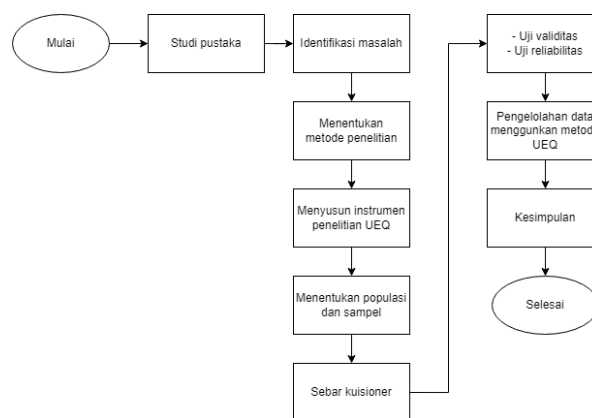 Mulai
Studi pustaka
Identifikasi masalah
Menentukan
metode penelitian
Menyusun instrumen
penelitian UEQ
Menentukan populasi
dan sampel
Sebar kuisioner
- Uji validitas
- Uji reliabilitas
Pengelolahan data
menggunkan metod
UEQ
Kesimpulan
Selesai